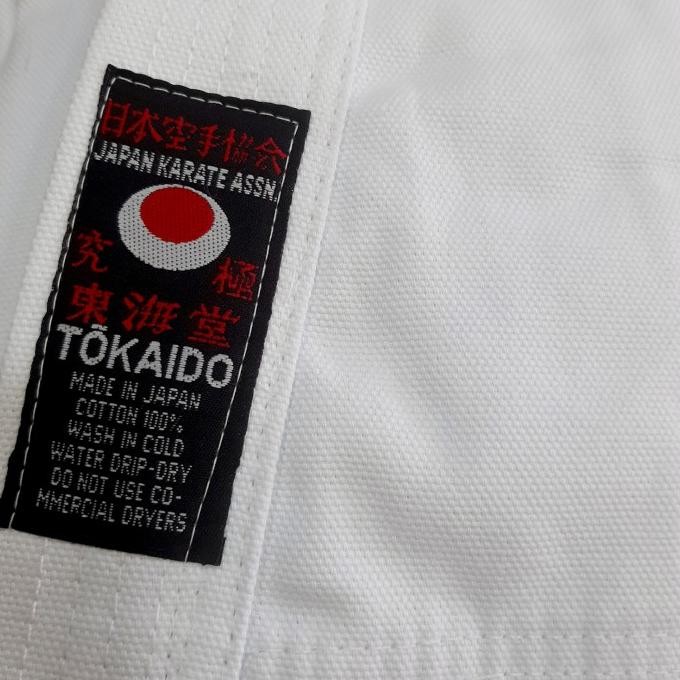 日本空手協会
JAPAN KARATE ASSN.
究極
東海堂
TŌKAIDO
MADE IN JAPAN
COTTON 100%
WASH IN COLD
WATER DRIP-DRY
DO NOT USE CO-
MMERCIAL DRYERS